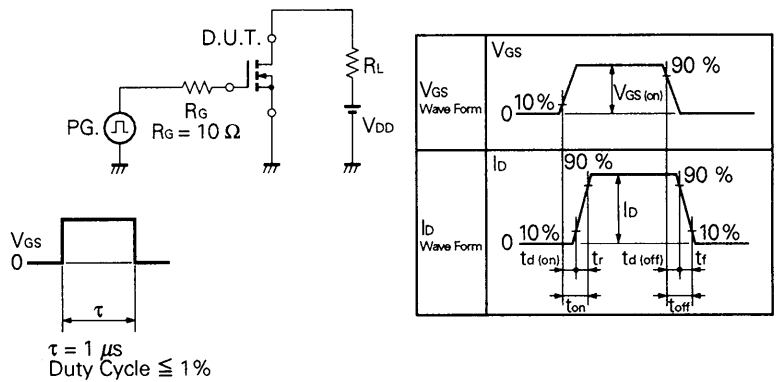 D.U.T.
RL
RG
PG.
RG = 10 Ω
VDD
VGS
0
τ
τ = 1 μs
Duty Cycle ≦ 1%
VGS
Wave Form
VGS
90 %
VGS (on)
10%
0
ID
Wave Form
ID
90 %
90 %
ID
0
10%
10%
td (on)
tr
td (off)
tf
ton
toff